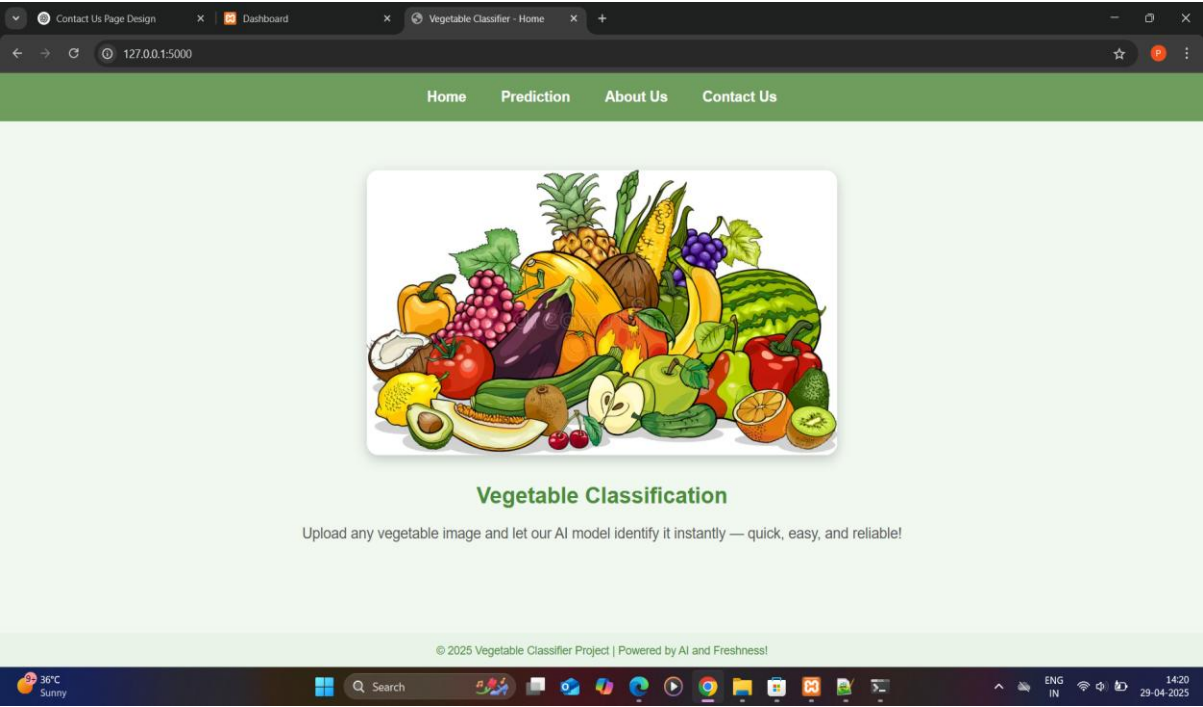 Contact Us Page Design
Dashboard
Vegetable Classifier - Home
127.0.0.1:5000
P
Home Prediction About Us Contact Us
Vegetable Classification
Upload any vegetable image and let our AI model identify it instantly — quick, easy, and reliable!
© 2025 Vegetable Classifier Project | Powered by AI and Freshness!
9+
36°C
Sunny
Search
ENG
IN
14:20
29-04-2025